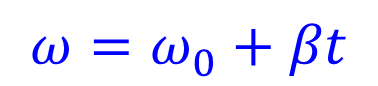 ω = ω₀ + βt